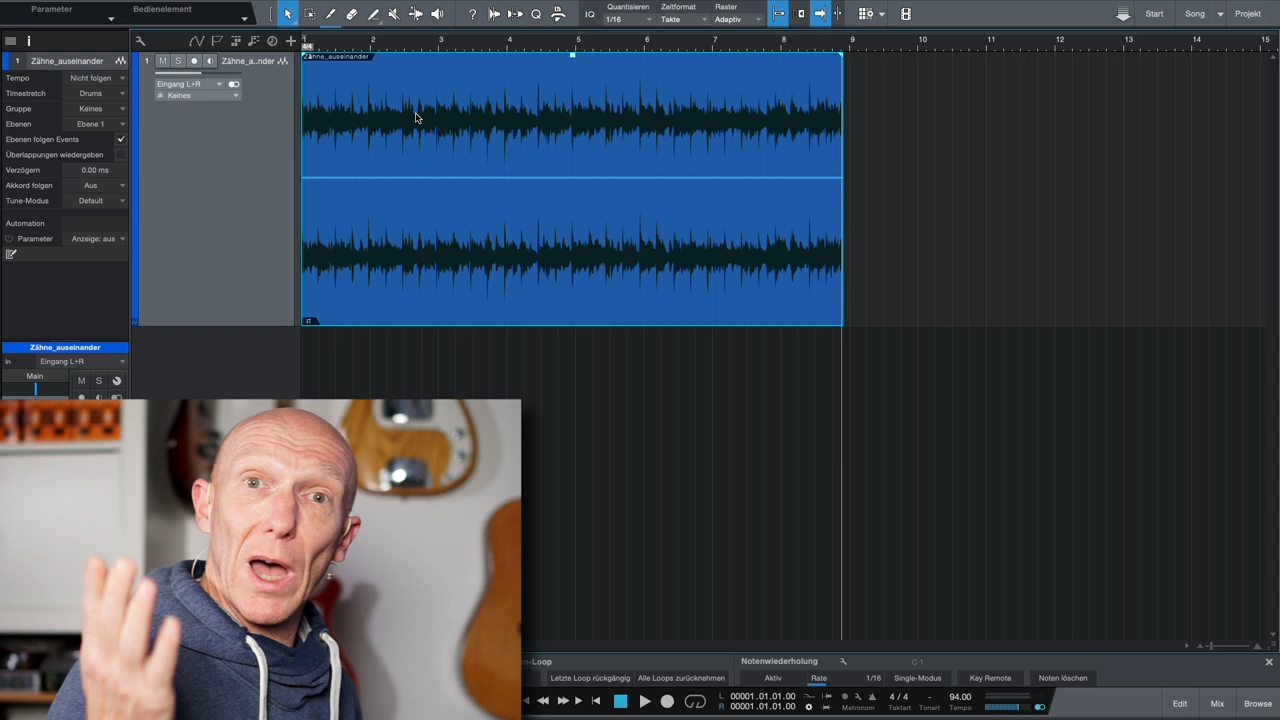 Parameter
Bedienelement
Quantisieren
Zeitformat
Raster
IQ
1/16
Takte
Adaptiv
Start
Song
Projekt
1
2
3
4
5
6
7
8
9
10
11
12
13
14
15
4/4
1
Zähne_auseinander
1
M
S
Zähne_a..nder
Zähne_auseinander
Tempo
Nicht folgen
Timestretch
Drums
Gruppe
Keines
Ebenen
Ebene 1
Ebenen folgen Events
Überlappungen wiedergeben
Verzögern
0.00 ms
Akkord folgen
Aus
Tune-Modus
Default
Automation
Parameter
Anzeige: aus
Eingang L+R
Keines
Zähne_auseinander
In
Eingang L+R
Main
M
S
n-Loop
Letzte Loop rückgängig
Alle Loops zurücknehmen
Notenwiederholung
C 1
Aktiv
Rate
1/16
Single-Modus
Key Remote
Noten löschen
L
00001.01.01.00
R
00001.01.01.00
Metronom
4 / 4
Taktart
-
Tonart
94.00
Tempo
Edit
Mix
Browse